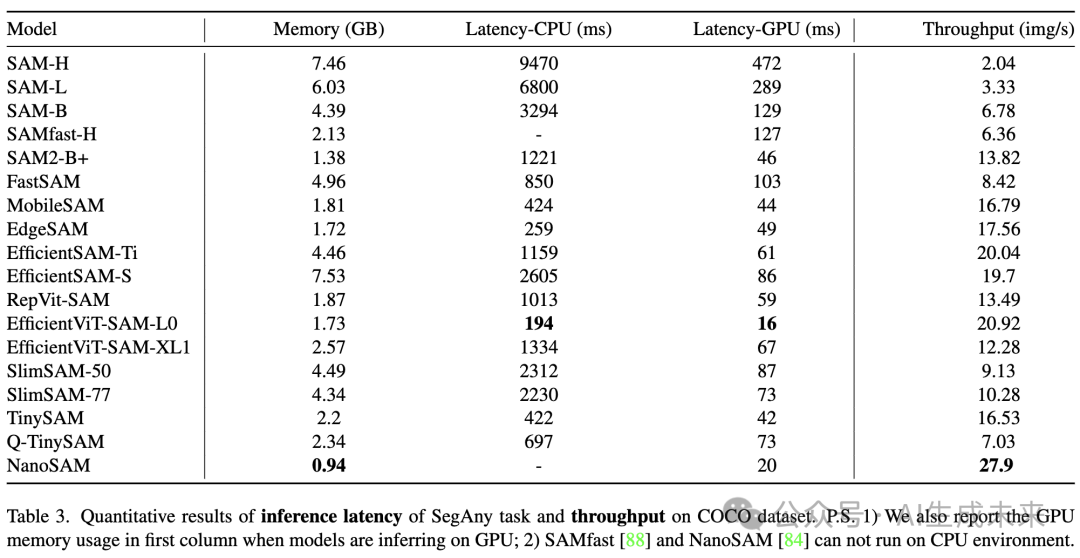 Model Memory (GB) Latency-CPU (ms) Latency-GPU (ms) Throughput (img/s)
SAM-H 7.46 9470 472 2.04
SAM-L 6.03 6800 289 3.33
SAM-B 4.39 3294 129 6.78
SAMfast-H 2.13 - 127 6.36
SAM2-B+ 1.38 1221 46 13.82
FastSAM 4.96 850 103 8.42
MobileSAM 1.81 424 44 16.79
EdgeSAM 1.72 259 49 17.56
EfficientSAM-Ti 4.46 1159 61 20.04
EfficientSAM-S 7.53 2605 86 19.7
RepVit-SAM 1.87 1013 59 13.49
EfficientViT-SAM-L0 1.73 194 16 20.92
EfficientViT-SAM-XL1 2.57 1334 67 12.28
SlimSAM-50 4.49 2312 87 9.13
SlimSAM-77 4.34 2230 73 10.28
TinySAM 2.2 422 42 16.53
Q-TinySAM 2.34 697 73 7.03
NanoSAM 0.94 - 20 27.9
公众号 · AI生成未来
Table 3. Quantitative results of inference latency of SegAny task and throughput on COCO dataset. P.S. 1) We also report the GPU
memory usage in first column when models are inferring on GPU; 2) SAMfast [88] and NanoSAM [84] can not run on CPU environment.